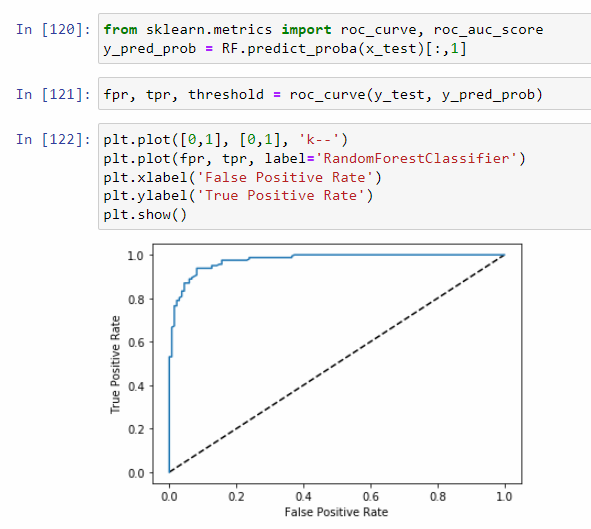 In [120]: from sklearn.metrics import roc_curve, roc_auc_score
y_pred_prob = RF.predict_proba(x_test)[:,1]
In [121]: fpr, tpr, threshold = roc_curve(y_test, y_pred_prob)
In [122]: plt.plot([0,1], [0,1], 'k--')
plt.plot(fpr, tpr, label='RandomForestClassifier')
plt.xlabel('False Positive Rate')
plt.ylabel('True Positive Rate')
plt.show()
True Positive Rate
1.0
0.8
0.6
0.4
0.2
0.0
0.0 0.2 0.4 0.6 0.8 1.0
False Positive Rate